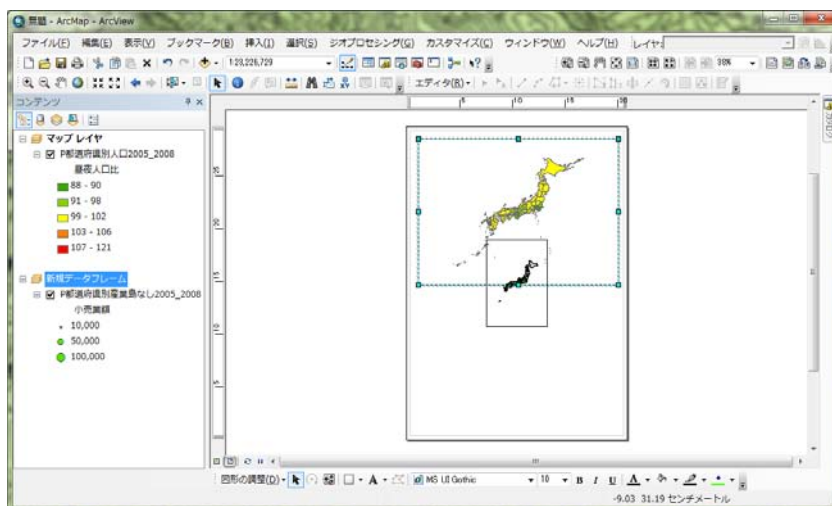 無題 - ArcMap - ArcView
ファイル(F) 編集(E) 表示(V) ブックマーク(B) 挿入(I) 選択(S) ジオプロセッシング(G) カスタマイズ(C) ウィンドウ(W) ヘルプ(H) レイヤ:
1:23,226,729 38%
エディタ(R)
コンテンツ
マップ レイヤ
P都道府県別人口2005_2008
昼夜人口比
88 - 90
91 - 98
99 - 102
103 - 106
107 - 121
新規データフレーム
P都道府県別産業島なし2005_2008
小売業額
10,000
50,000
100,000
図形の調整(D) A MS UI Gothic 10 B I U A
-9.03 31.19 センチメートル